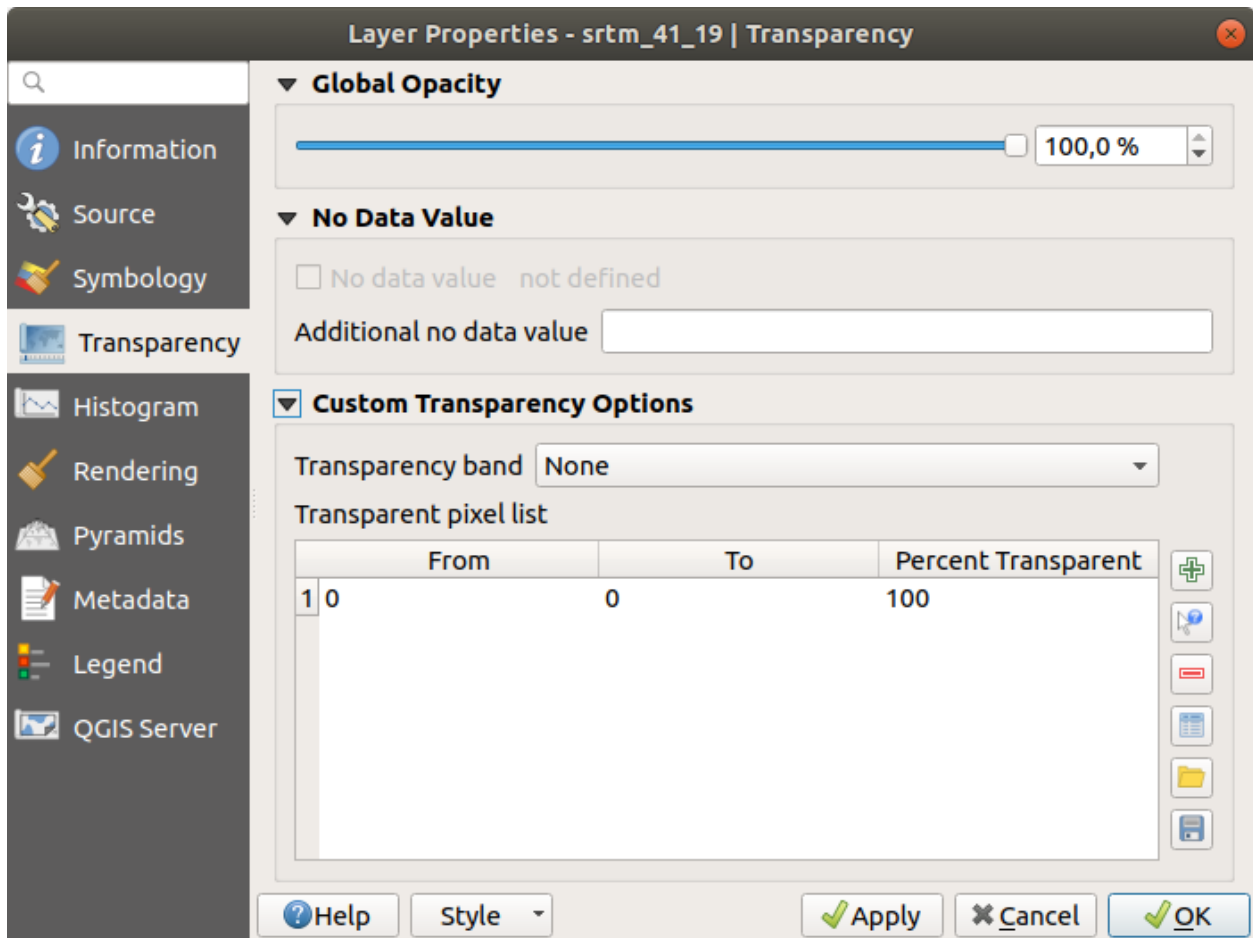 Layer Properties - srtm_41_19 | Transparency
Information
Source
Symbology
Transparency
Histogram
Rendering
Pyramids
Metadata
Legend
QGIS Server
Global Opacity
100,0 %
No Data Value
No data value not defined
Additional no data value
Custom Transparency Options
Transparency band None
Transparent pixel list
From To Percent Transparent
1 0 0 100
Help Style Apply Cancel OK